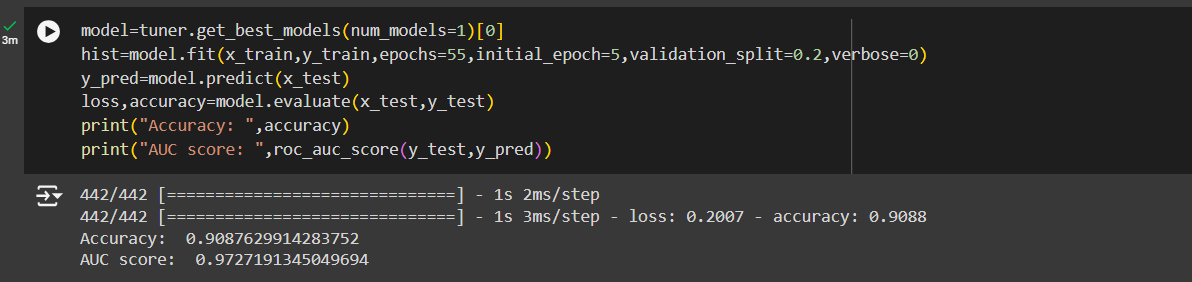 3m
model=tuner.get_best_models(num_models=1)[0]
hist=model.fit(x_train,y_train,epochs=55,initial_epoch=5,validation_split=0.2,verbose=0)
y_pred=model.predict(x_test)
loss,accuracy=model.evaluate(x_test,y_test)
print("Accuracy: ",accuracy)
print("AUC score: ",roc_auc_score(y_test,y_pred))
442/442 [==============================] - 1s 2ms/step
442/442 [==============================] - 1s 3ms/step - loss: 0.2007 - accuracy: 0.9088
Accuracy:  0.9087629914283752
AUC score:  0.9727191345049694